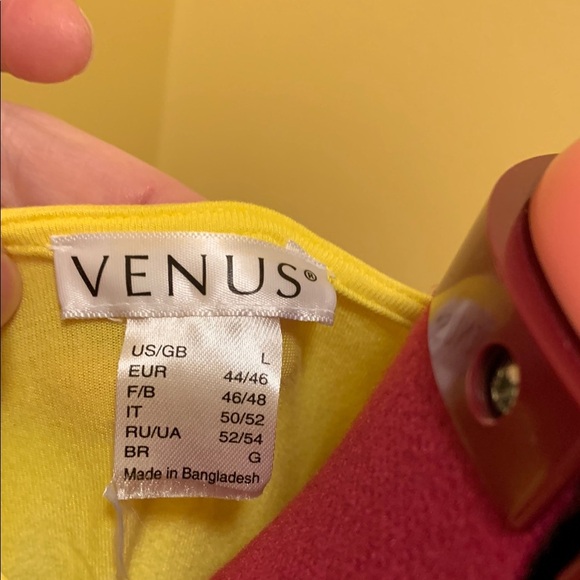 VENUS®
US/GB L
EUR 44/46
F/B 46/48
IT 50/52
RU/UA 52/54
BR G
Made in Bangladesh